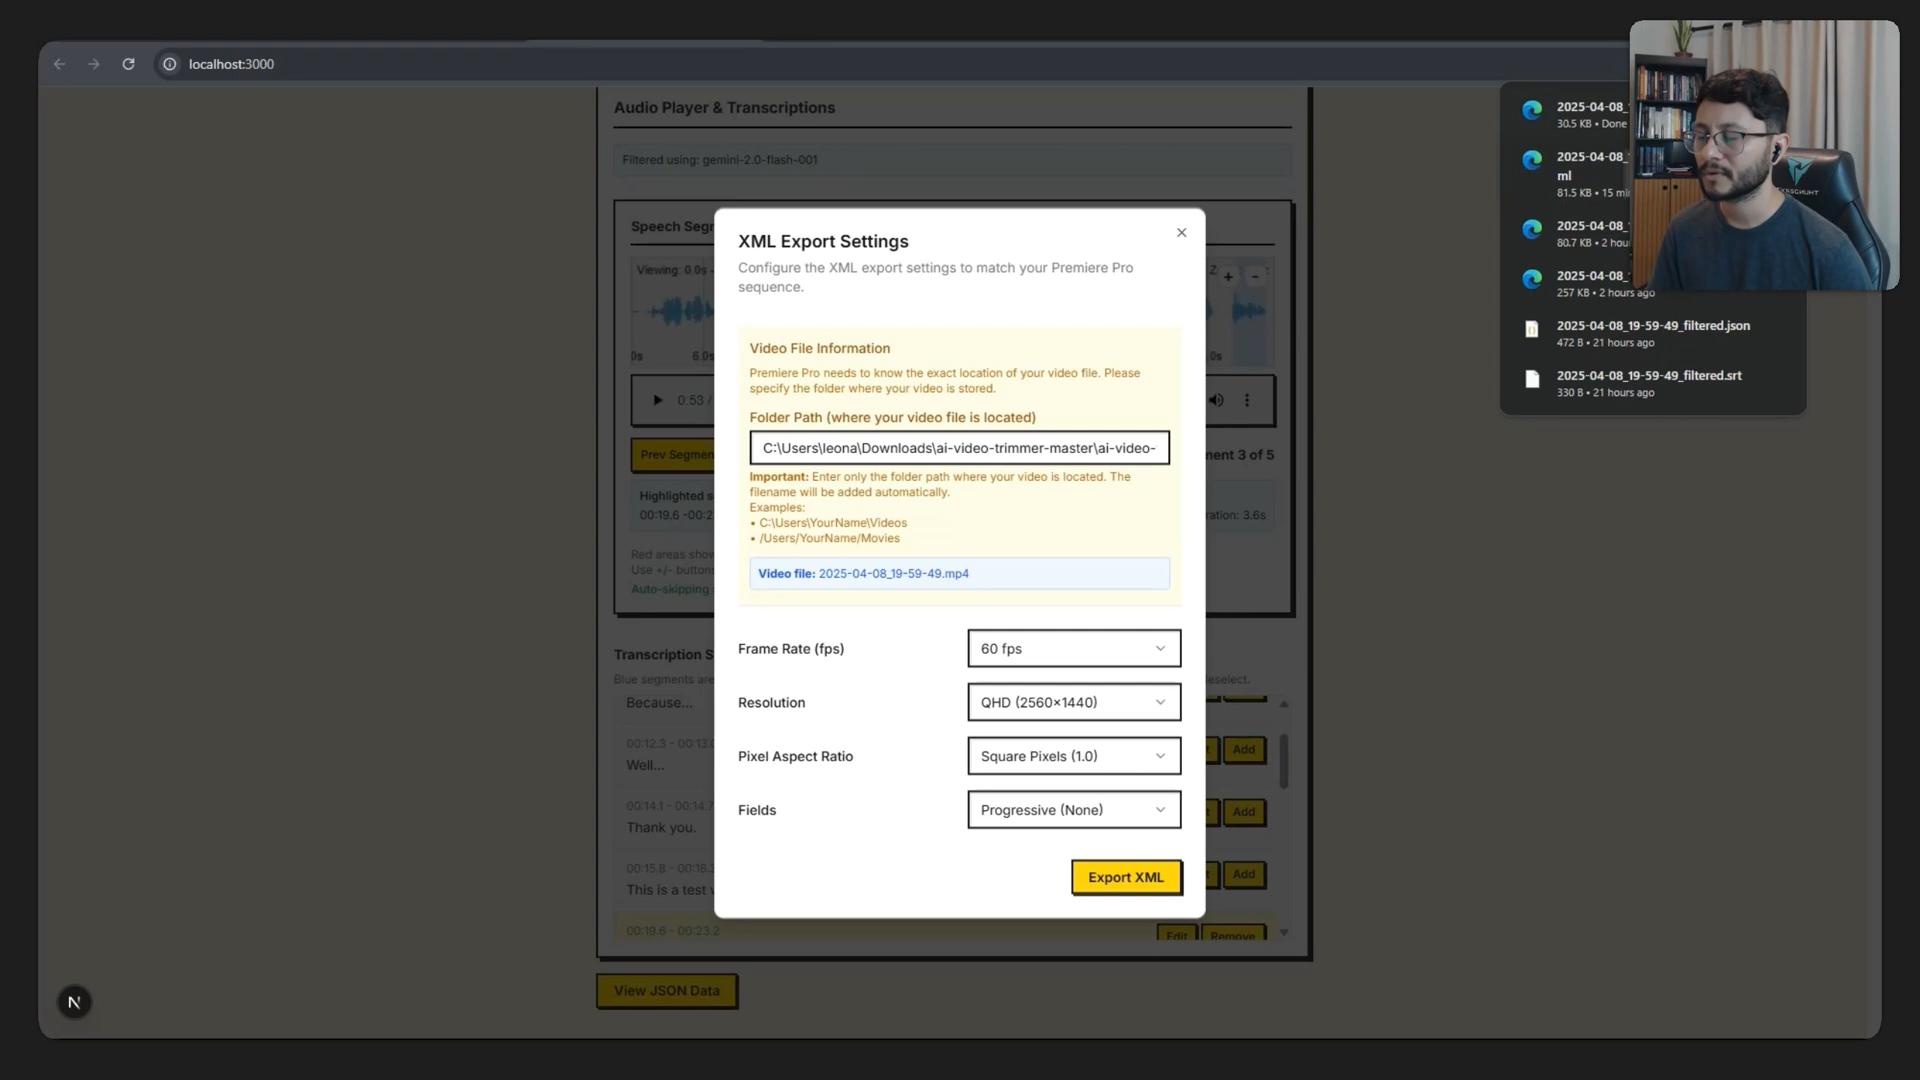 localhost:3000
Audio Player & Transcriptions
Filtered using: gemini-2.0-flash-001
Speech Segr
Viewing: 0.0s
+ -
0s 6.0s 0s
0:53 /
Prev Segmen
ment 3 of 5
Highlighted s
00:19.6 -00:2
ration: 3.6s
Red areas show
Use +/- button
Auto-skipping
Transcription S
Blue segments are
eselect.
Because...
00:12.3 - 00:13.0
Well...
Add
00:14.1 - 00:14.7
Thank you.
Add
00:15.8 - 00:18.
This is a test v
Add
00:19.6 - 00:23.2
Edit Remove
View JSON Data
N
XML Export Settings
Configure the XML export settings to match your Premiere Pro
sequence.
Video File Information
Premiere Pro needs to know the exact location of your video file. Please
specify the folder where your video is stored.
Folder Path (where your video file is located)
C:\Users\leona\Downloads\ai-video-trimmer-master\ai-video-
Important: Enter only the folder path where your video is located. The
filename will be added automatically.
Examples:
• C:\Users\YourName\Videos
• /Users/YourName/Movies
Video file: 2025-04-08_19-59-49.mp4
Frame Rate (fps) 60 fps
Resolution QHD (2560×1440)
Pixel Aspect Ratio Square Pixels (1.0)
Fields Progressive (None)
Export XML
2025-04-08_
30.5 KB • Done
2025-04-08_
ml
81.5 KB • 15 mi
2025-04-08_
80.7 KB • 2 hou
2025-04-08_
257 KB • 2 hours ago
2025-04-08_19-59-49_filtered.json
472 B • 21 hours ago
2025-04-08_19-59-49_filtered.srt
330 B • 21 hours ago